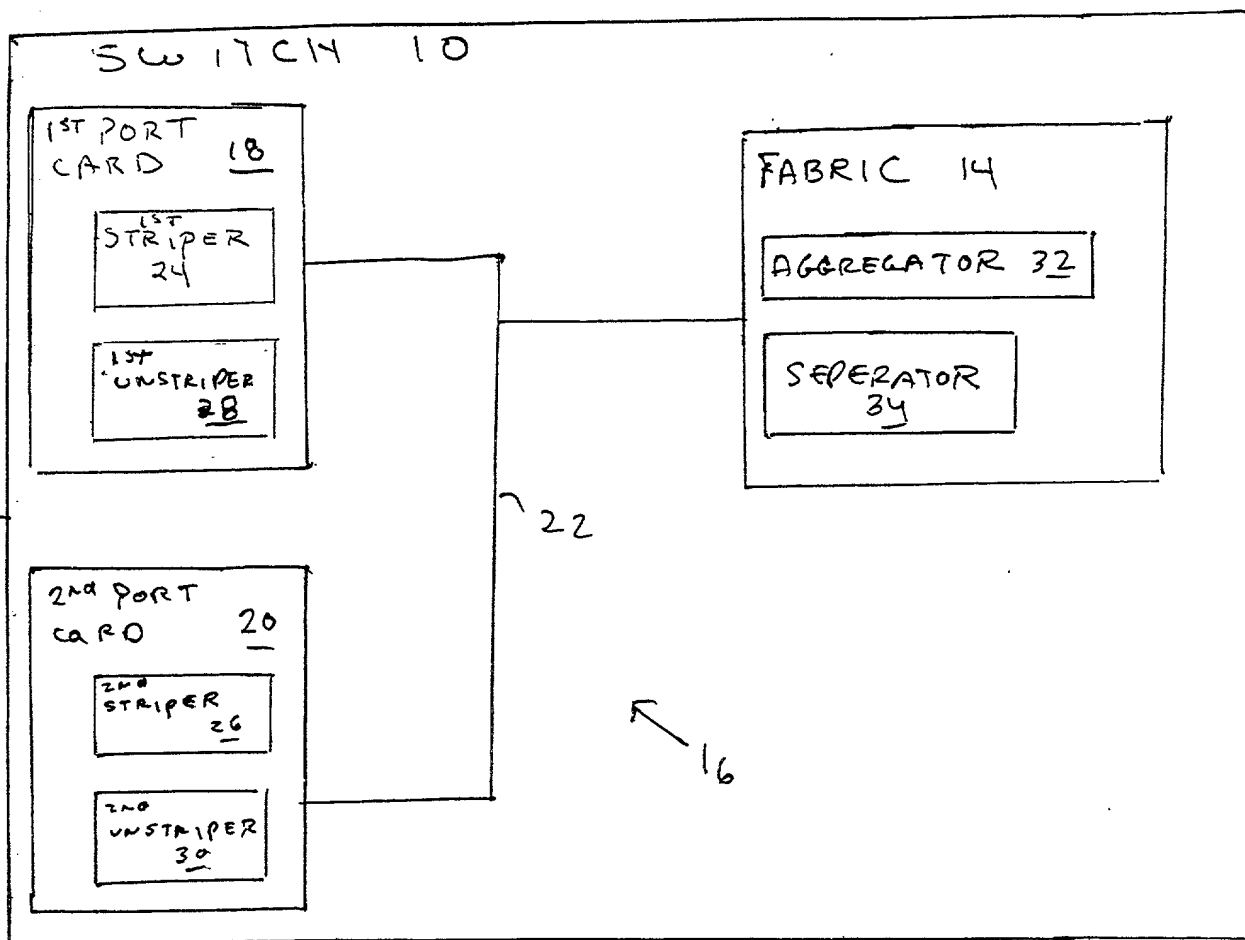 SWITCH 10
1ST PORT
CARD 18
1ST
STRIPER
24
1ST
UNSTRIPER
28
2nd PORT
CaRD 20
2ND
STRIPER
26
2ND
UNSTRIPER
30
22
16
FABRIC 14
AGGREGATOR 32
SEPERATOR
34